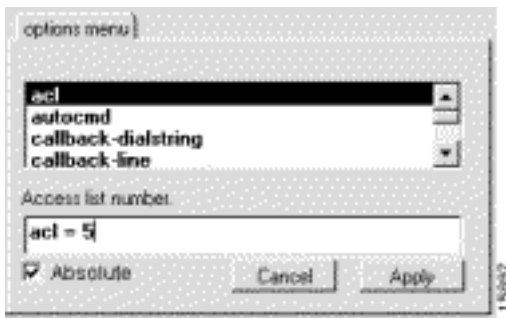 options menu
acl
autocmd
callback-dialstring
callback-line
Access list number.
acl = 5
Absolute
Cancel
Apply